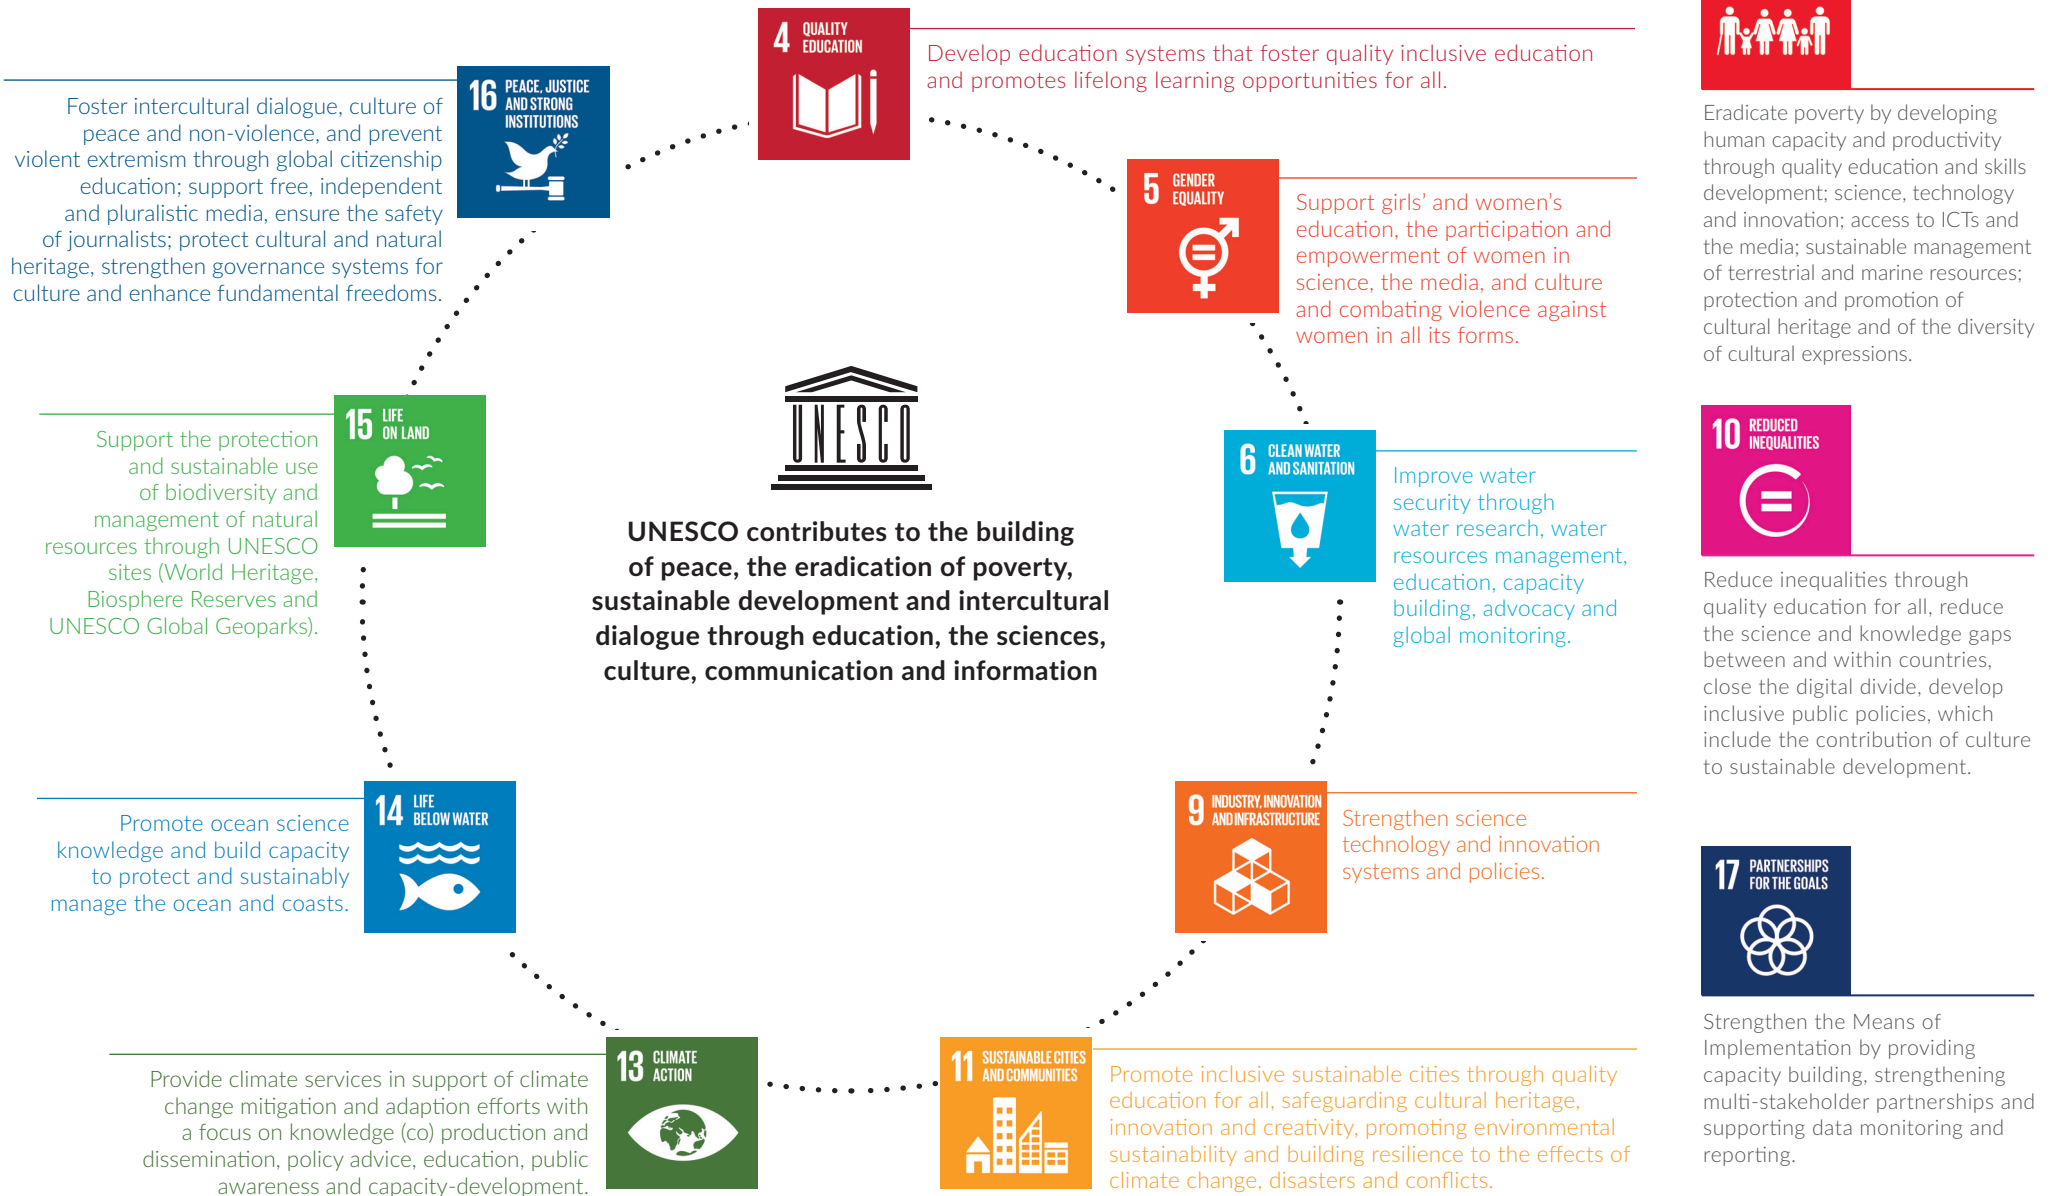 4 QUALITY
EDUCATION
Develop education systems that foster quality inclusive education
and promotes lifelong learning opportunities for all.
16 PEACE, JUSTICE
AND STRONG
INSTITUTIONS
Foster intercultural dialogue, culture of
peace and non-violence, and prevent
violent extremism through global citizenship
education; support free, independent
and pluralistic media, ensure the safety
of journalists; protect cultural and natural
heritage, strengthen governance systems for
culture and enhance fundamental freedoms.
5 GENDER
EQUALITY
Support girls’ and women’s
education, the participation and
empowerment of women in
science, the media, and culture
and combating violence against
women in all its forms.
15 LIFE
ON LAND
Support the protection
and sustainable use
of biodiversity and
management of natural
resources through UNESCO
sites (World Heritage,
Biosphere Reserves and
UNESCO Global Geoparks).
UNESCO
UNESCO contributes to the building
of peace, the eradication of poverty,
sustainable development and intercultural
dialogue through education, the sciences,
culture, communication and information
6 CLEAN WATER
AND SANITATION
Improve water
security through
water research, water
resources management,
education, capacity
building, advocacy and
global monitoring.
14 LIFE
BELOW WATER
Promote ocean science
knowledge and build capacity
to protect and sustainably
manage the ocean and coasts.
9 INDUSTRY, INNOVATION
AND INFRASTRUCTURE
Strengthen science
technology and innovation
systems and policies.
13 CLIMATE
ACTION
Provide climate services in support of climate
change mitigation and adaption efforts with
a focus on knowledge (co) production and
dissemination, policy advice, education, public
awareness and capacity-development.
11 SUSTAINABLE CITIES
AND COMMUNITIES
Promote inclusive sustainable cities through quality
education for all, safeguarding cultural heritage,
innovation and creativity, promoting environmental
sustainability and building resilience to the effects of
climate change, disasters and conflicts.
Eradicate poverty by developing
human capacity and productivity
through quality education and skills
development; science, technology
and innovation; access to ICTs and
the media; sustainable management
of terrestrial and marine resources;
protection and promotion of
cultural heritage and of the diversity
of cultural expressions.
10 REDUCED
INEQUALITIES
Reduce inequalities through
quality education for all, reduce
the science and knowledge gaps
between and within countries,
close the digital divide, develop
inclusive public policies, which
include the contribution of culture
to sustainable development.
17 PARTNERSHIPS
FOR THE GOALS
Strengthen the Means of
Implementation by providing
capacity building, strengthening
multi-stakeholder partnerships and
supporting data monitoring and
reporting.